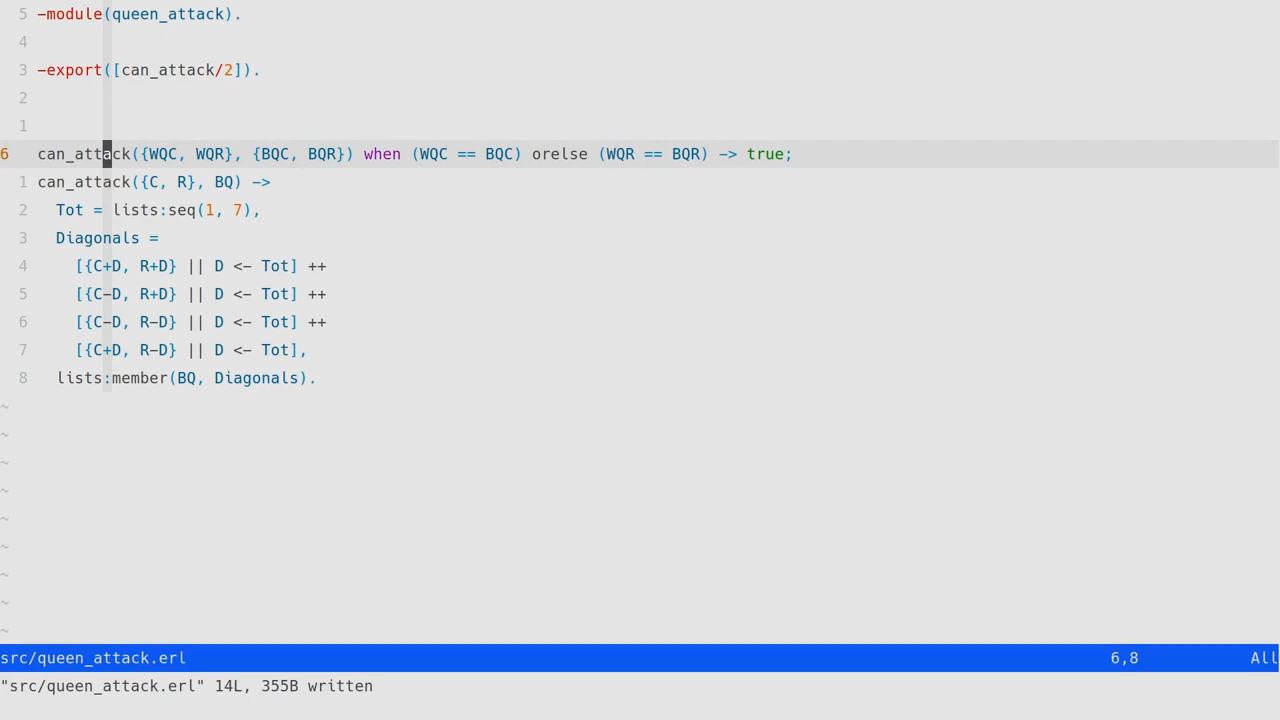 5 -module(queen_attack).
4
3 -export([can_attack/2]).
2
1
6 can_attack({WQC, WQR}, {BQC, BQR}) when (WQC == BQC) orelse (WQR == BQR) -> true;
1 can_attack({C, R}, BQ) ->
2 Tot = lists:seq(1, 7),
3 Diagonals =
4 [{C+D, R+D} || D <- Tot] ++
5 [{C-D, R+D} || D <- Tot] ++
6 [{C-D, R-D} || D <- Tot] ++
7 [{C+D, R-D} || D <- Tot],
8 lists:member(BQ, Diagonals).
~
~
~
~
~
~
~
~
~
src/queen_attack.erl 6,8 All
"src/queen_attack.erl" 14L, 355B written